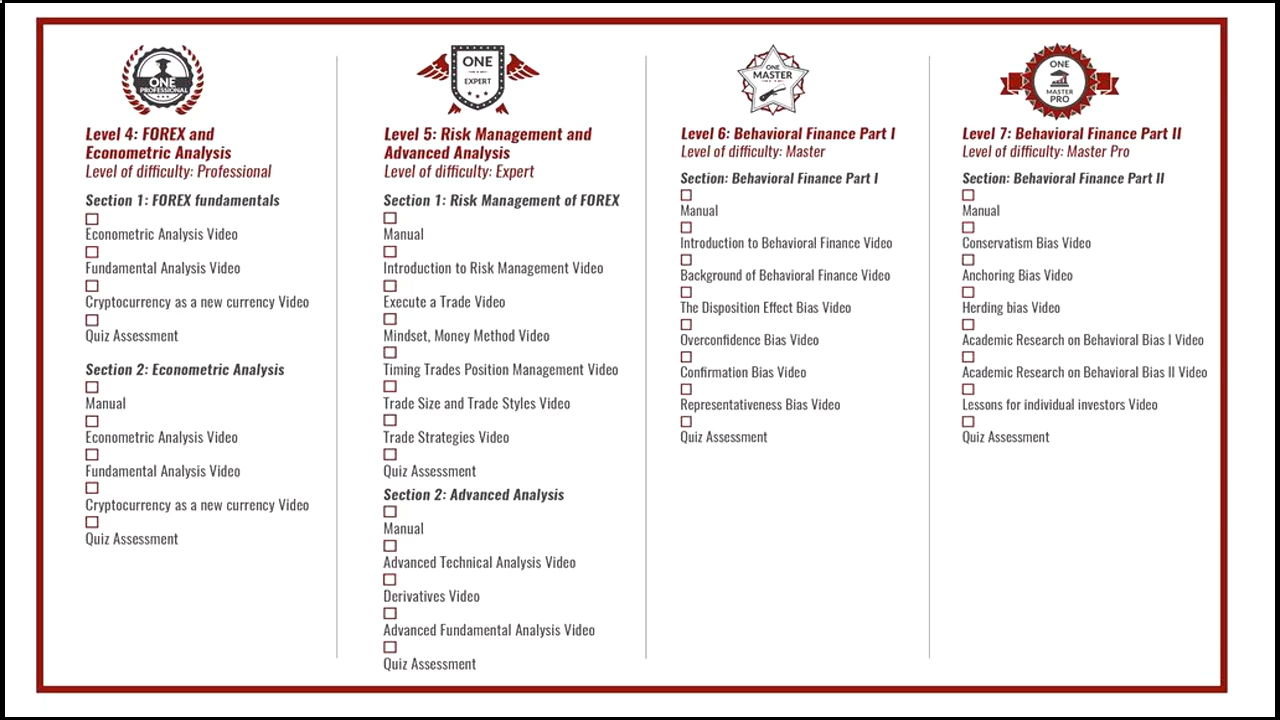 ONE
PROFESSIONAL
Level 4: FOREX and
Econometric Analysis
Level of difficulty: Professional
Section 1: FOREX fundamentals
Econometric Analysis Video
Fundamental Analysis Video
Cryptocurrency as a new currency Video
Quiz Assessment
Section 2: Econometric Analysis
Manual
Econometric Analysis Video
Fundamental Analysis Video
Cryptocurrency as a new currency Video
Quiz Assessment
ONE
EXPERT
Level 5: Risk Management and
Advanced Analysis
Level of difficulty: Expert
Section 1: Risk Management of FOREX
Manual
Introduction to Risk Management Video
Execute a Trade Video
Mindset, Money Method Video
Timing Trades Position Management Video
Trade Size and Trade Styles Video
Trade Strategies Video
Quiz Assessment
Section 2: Advanced Analysis
Manual
Advanced Technical Analysis Video
Derivatives Video
Advanced Fundamental Analysis Video
Quiz Assessment
ONE
MASTER
Level 6: Behavioral Finance Part I
Level of difficulty: Master
Section: Behavioral Finance Part I
Manual
Introduction to Behavioral Finance Video
Background of Behavioral Finance Video
The Disposition Effect Bias Video
Overconfidence Bias Video
Confirmation Bias Video
Representativeness Bias Video
Quiz Assessment
ONE
MASTER
PRO
Level 7: Behavioral Finance Part II
Level of difficulty: Master Pro
Section: Behavioral Finance Part II
Manual
Conservatism Bias Video
Anchoring Bias Video
Herding bias Video
Academic Research on Behavioral Bias I Video
Academic Research on Behavioral Bias II Video
Lessons for individual investors Video
Quiz Assessment